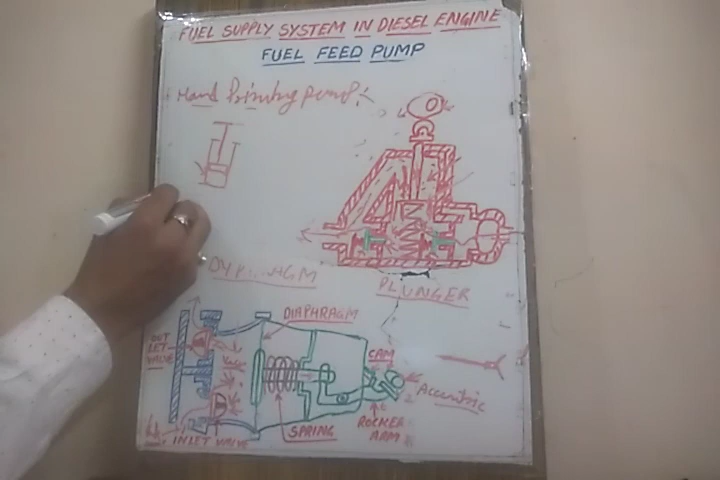 FUEL SUPPLY SYSTEM IN DIESEL ENGINE
FUEL FEED PUMP
Hand Priming pump :-
PLUNGER
DIAPHRAGM
OUT
LET
VALVE
CAM
Accentric
ROCKER
ARM
SPRING
INLET VALVE